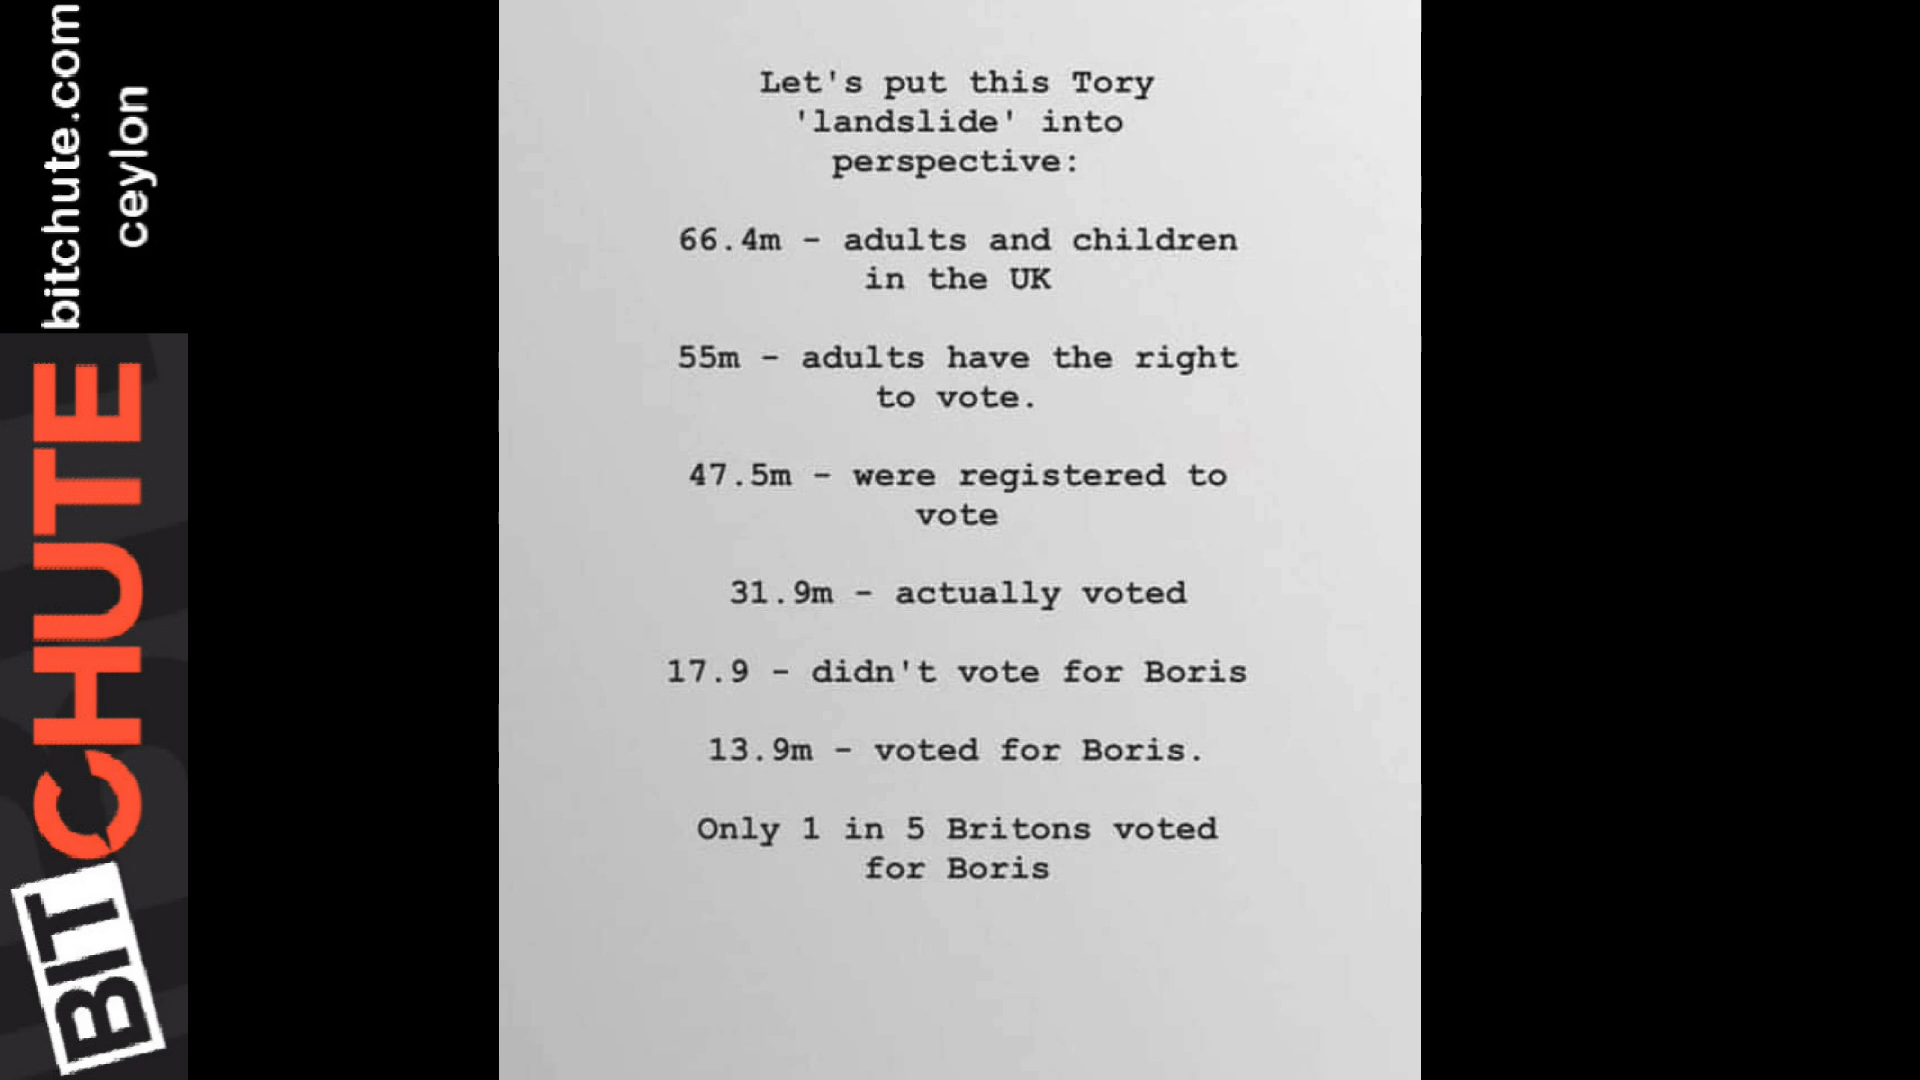 bitchute.com
ceylon
BITCHUTE
Let's put this Tory
'landslide' into
perspective:
66.4m - adults and children
in the UK
55m - adults have the right
to vote.
47.5m - were registered to
vote
31.9m - actually voted
17.9 - didn't vote for Boris
13.9m - voted for Boris.
Only 1 in 5 Britons voted
for Boris